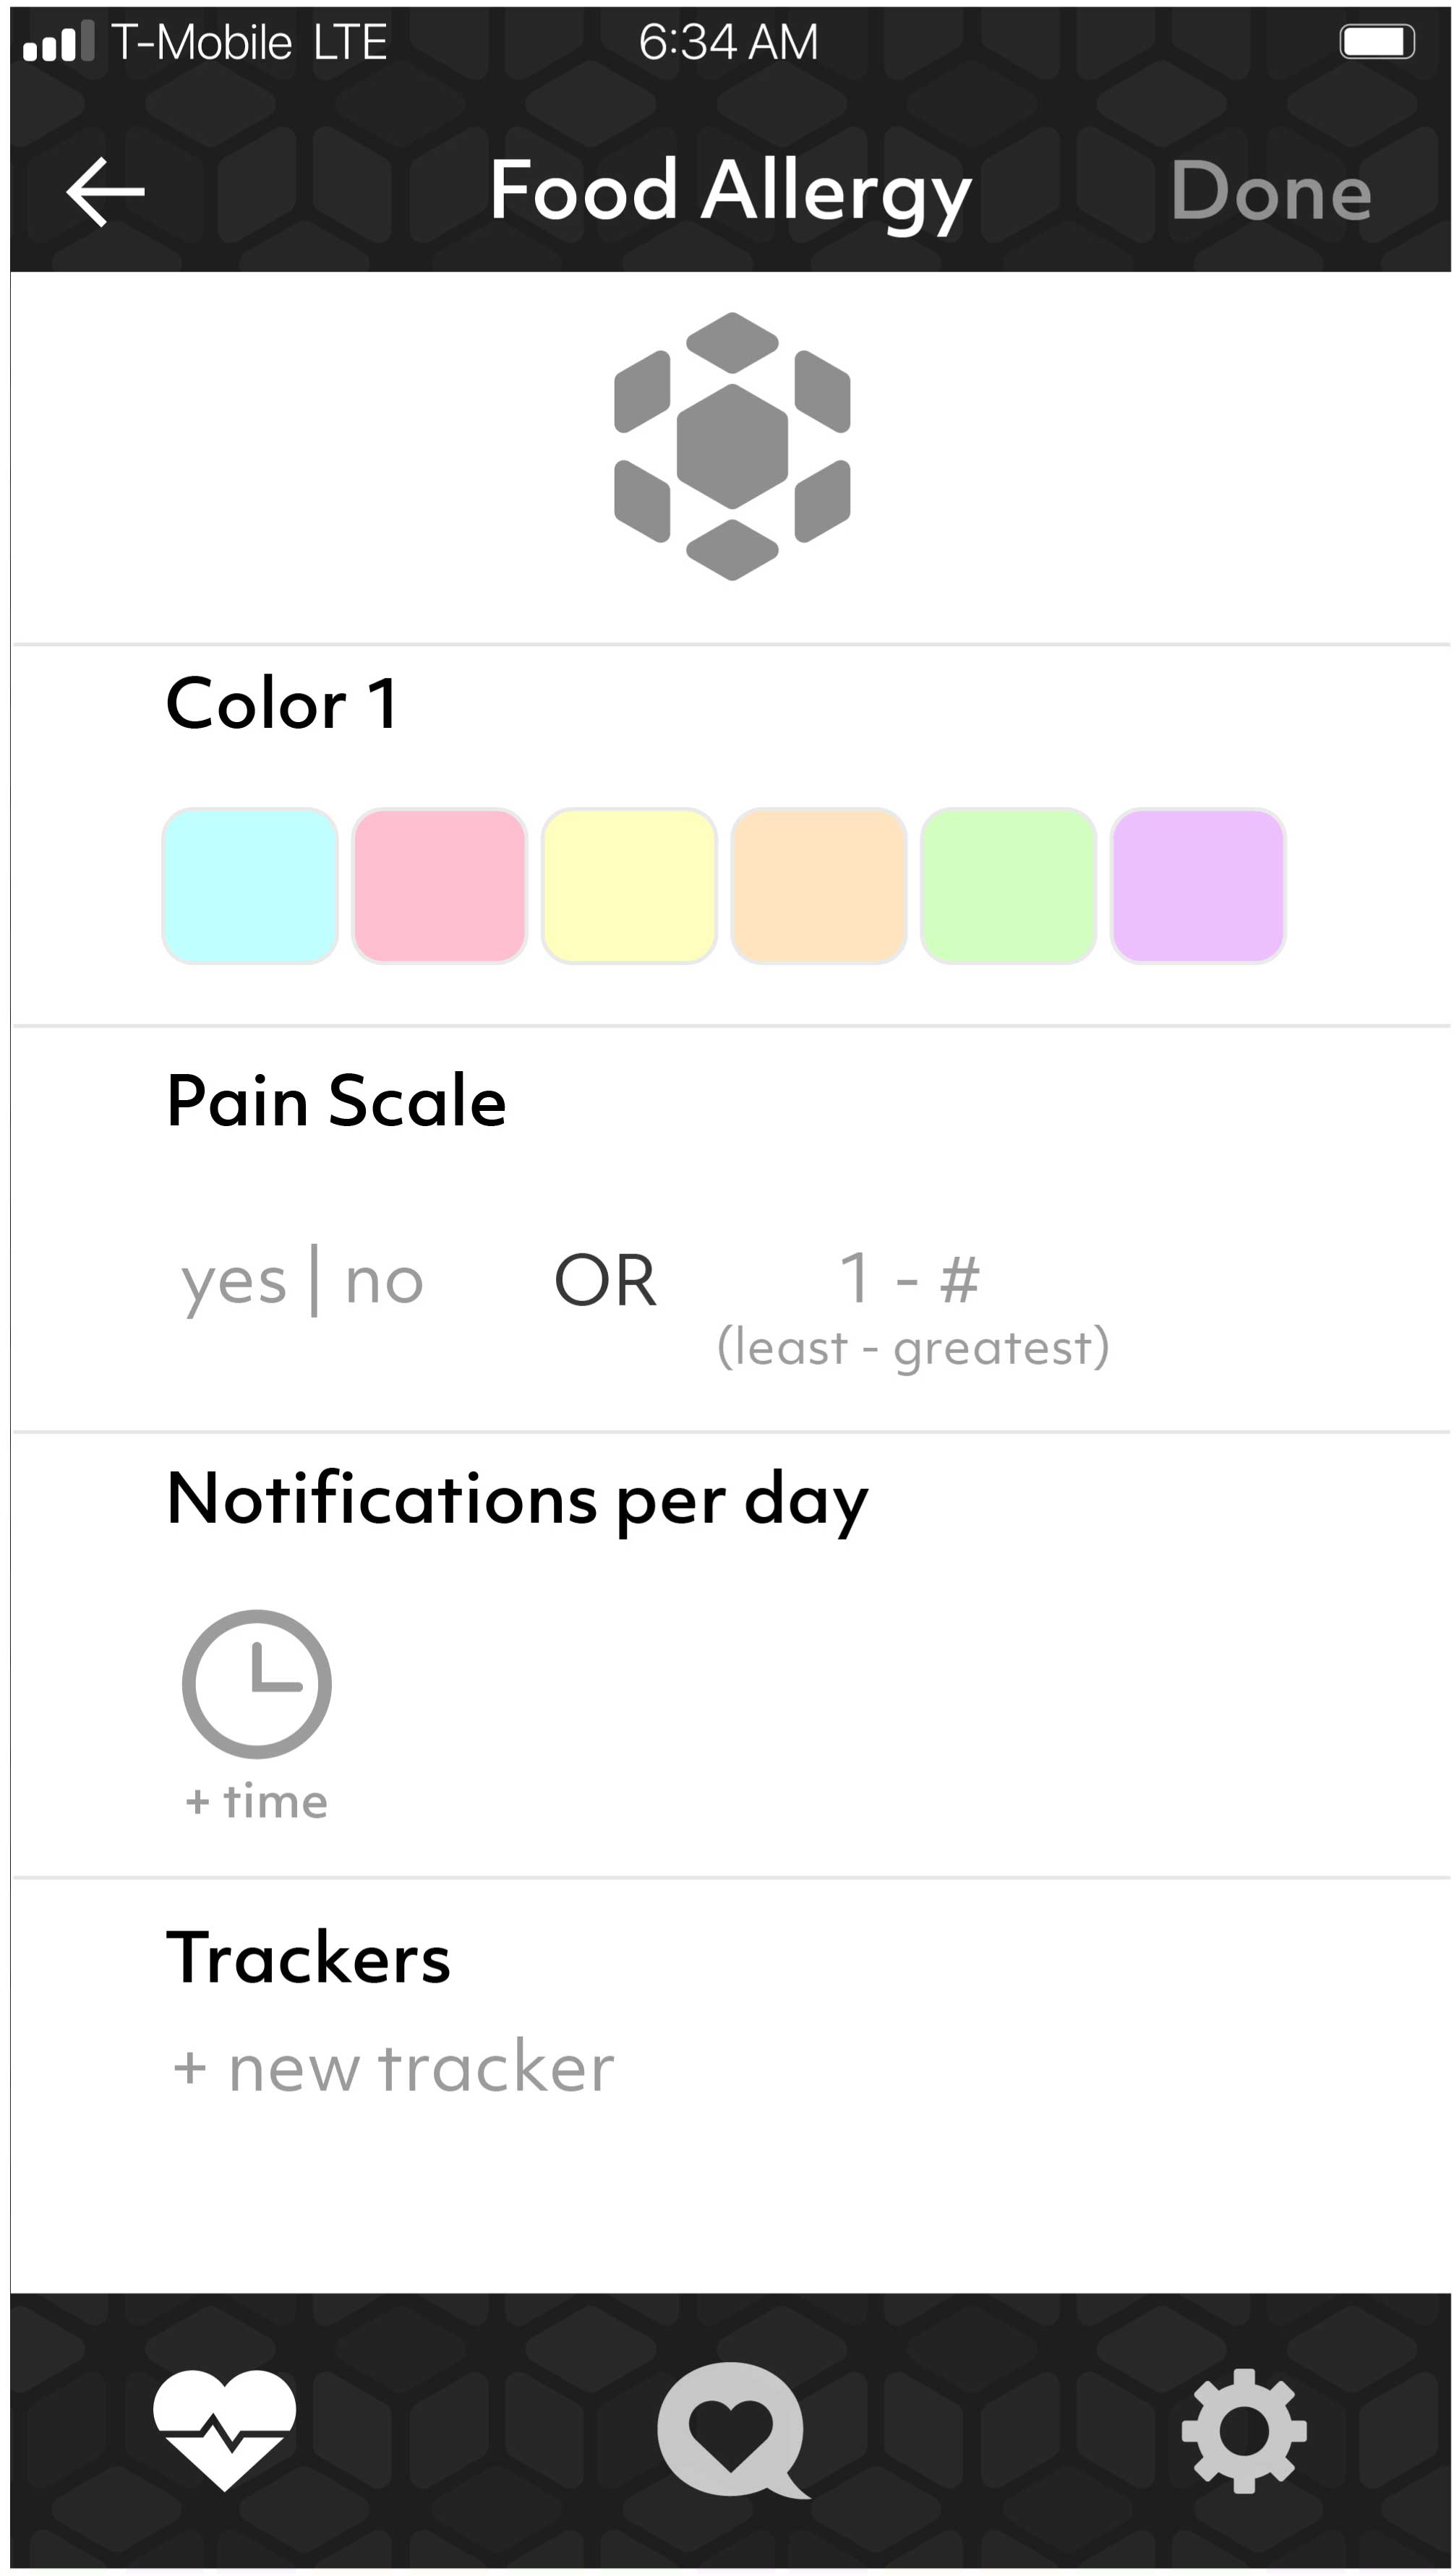 T-Mobile LTE 6:34 AM
Food Allergy Done
Color 1
Pain Scale
yes | no OR 1 - #
(least - greatest)
Notifications per day
+ time
Trackers
+ new tracker